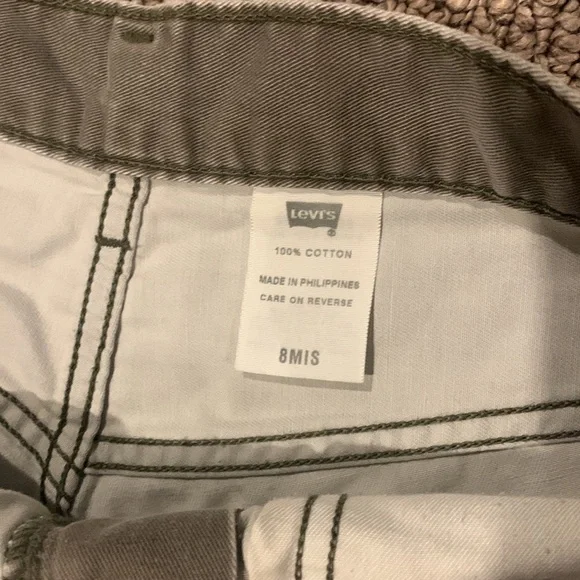 Levi's
100% COTTON
MADE IN PHILIPPINES
CARE ON REVERSE
8MIS